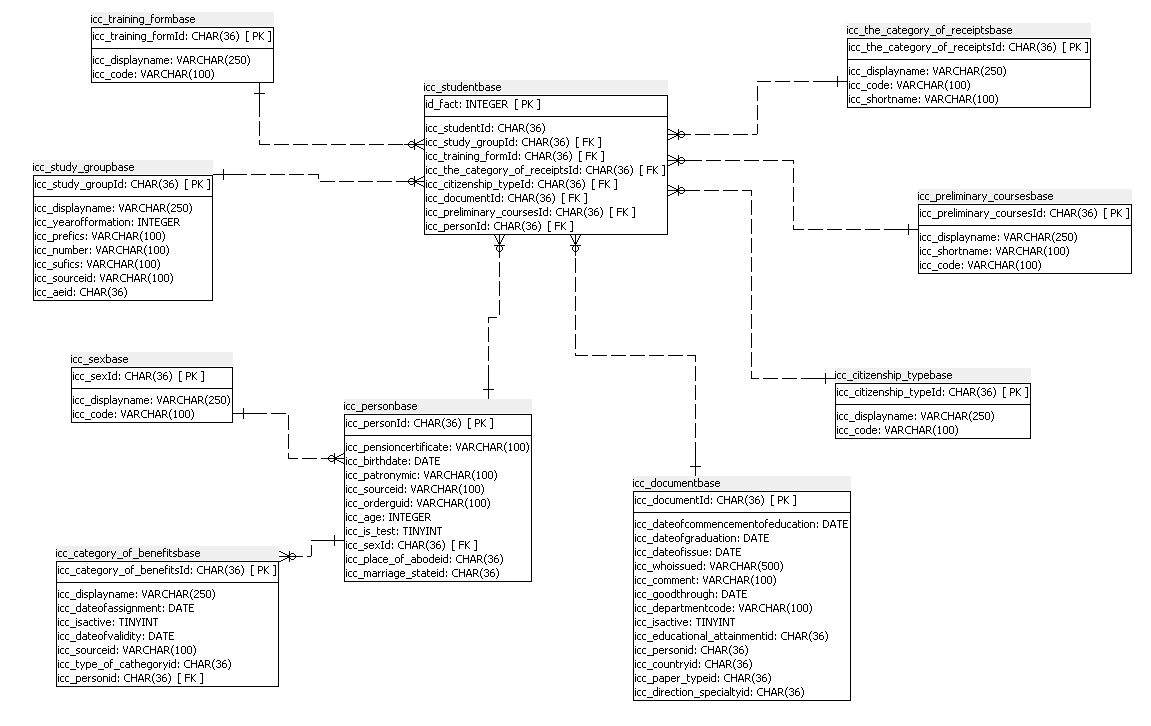 icc_training_formbase
icc_training_formId: CHAR(36) [ PK ]
icc_displayname: VARCHAR(250)
icc_code: VARCHAR(100)
icc_studentbase
id_fact: INTEGER [ PK ]
icc_studentId: CHAR(36)
icc_study_groupId: CHAR(36) [ FK ]
icc_training_formId: CHAR(36) [ FK ]
icc_the_category_of_receiptsId: CHAR(36) [ FK ]
icc_citizenship_typeId: CHAR(36) [ FK ]
icc_documentId: CHAR(36) [ FK ]
icc_preliminary_coursesId: CHAR(36) [ FK ]
icc_personId: CHAR(36) [ FK ]
icc_the_category_of_receiptsbase
icc_the_category_of_receiptsId: CHAR(36) [ PK ]
icc_displayname: VARCHAR(250)
icc_code: VARCHAR(100)
icc_shortname: VARCHAR(100)
icc_study_groupbase
icc_study_groupId: CHAR(36) [ PK ]
icc_displayname: VARCHAR(250)
icc_yearofformation: INTEGER
icc_prefics: VARCHAR(100)
icc_number: VARCHAR(100)
icc_sufics: VARCHAR(100)
icc_sourceid: VARCHAR(100)
icc_aeid: CHAR(36)
icc_preliminary_coursesbase
icc_preliminary_coursesId: CHAR(36) [ PK ]
icc_displayname: VARCHAR(250)
icc_shortname: VARCHAR(100)
icc_code: VARCHAR(100)
icc_sexbase
icc_sexId: CHAR(36) [ PK ]
icc_displayname: VARCHAR(250)
icc_code: VARCHAR(100)
icc_personbase
icc_personId: CHAR(36) [ PK ]
icc_pensioncertificate: VARCHAR(100)
icc_birthdate: DATE
icc_patronymic: VARCHAR(100)
icc_sourceid: VARCHAR(100)
icc_orderguid: VARCHAR(100)
icc_age: INTEGER
icc_is_test: TINYINT
icc_sexId: CHAR(36) [ FK ]
icc_place_of_abodeid: CHAR(36)
icc_marriage_stateid: CHAR(36)
icc_citizenship_typebase
icc_citizenship_typeId: CHAR(36) [ PK ]
icc_displayname: VARCHAR(250)
icc_code: VARCHAR(100)
icc_category_of_benefitsbase
icc_category_of_benefitsId: CHAR(36) [ PK ]
icc_displayname: VARCHAR(250)
icc_dateofassignment: DATE
icc_isactive: TINYINT
icc_dateofvalidity: DATE
icc_sourceid: VARCHAR(100)
icc_type_of_cathegoryid: CHAR(36)
icc_personid: CHAR(36) [ FK ]
icc_documentbase
icc_documentId: CHAR(36) [ PK ]
icc_dateofcommencementofeducation: DATE
icc_dateofgraduation: DATE
icc_dateofissue: DATE
icc_whoissued: VARCHAR(500)
icc_comment: VARCHAR(100)
icc_goodthrough: DATE
icc_departmentcode: VARCHAR(100)
icc_isactive: TINYINT
icc_educational_attainmentid: CHAR(36)
icc_personid: CHAR(36)
icc_countryid: CHAR(36)
icc_paper_typeid: CHAR(36)
icc_direction_specialtyid: CHAR(36)